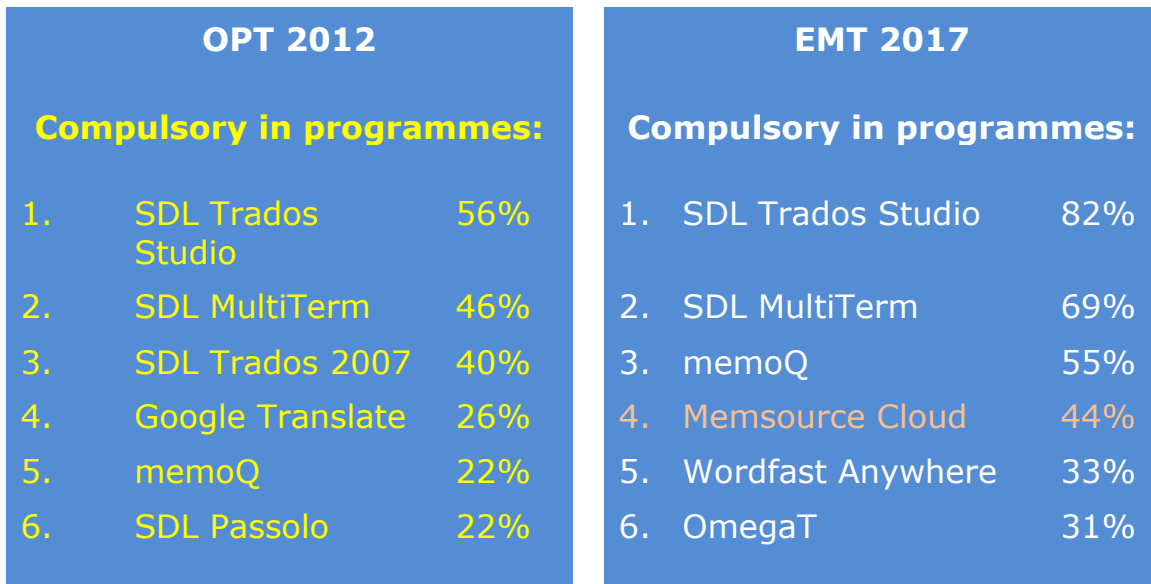 OPT 2012
Compulsory in programmes:
1. SDL Trados Studio 56%
2. SDL MultiTerm 46%
3. SDL Trados 2007 40%
4. Google Translate 26%
5. memoQ 22%
6. SDL Passolo 22%
EMT 2017
Compulsory in programmes:
1. SDL Trados Studio 82%
2. SDL MultiTerm 69%
3. memoQ 55%
4. Memsource Cloud 44%
5. Wordfast Anywhere 33%
6. OmegaT 31%